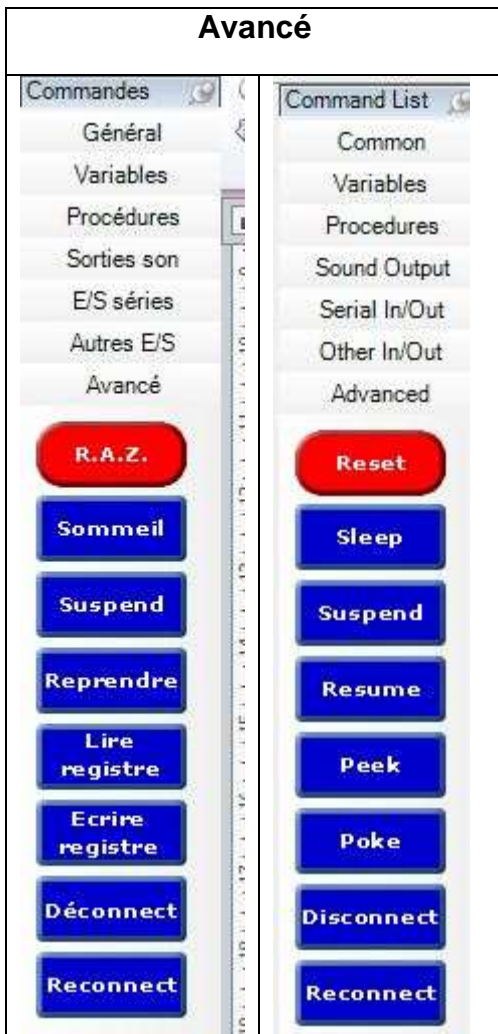 Avancé
Commandes
Général
Variables
Procédures
Sorties son
E/S séries
Autres E/S
Avancé
R.A.Z.
Sommeil
Suspend
Reprendre
Lire
registre
Ecrire
registre
Déconnect
Reconnect
Command List
Common
Variables
Procedures
Sound Output
Serial In/Out
Other In/Out
Advanced
Reset
Sleep
Suspend
Resume
Peek
Poke
Disconnect
Reconnect